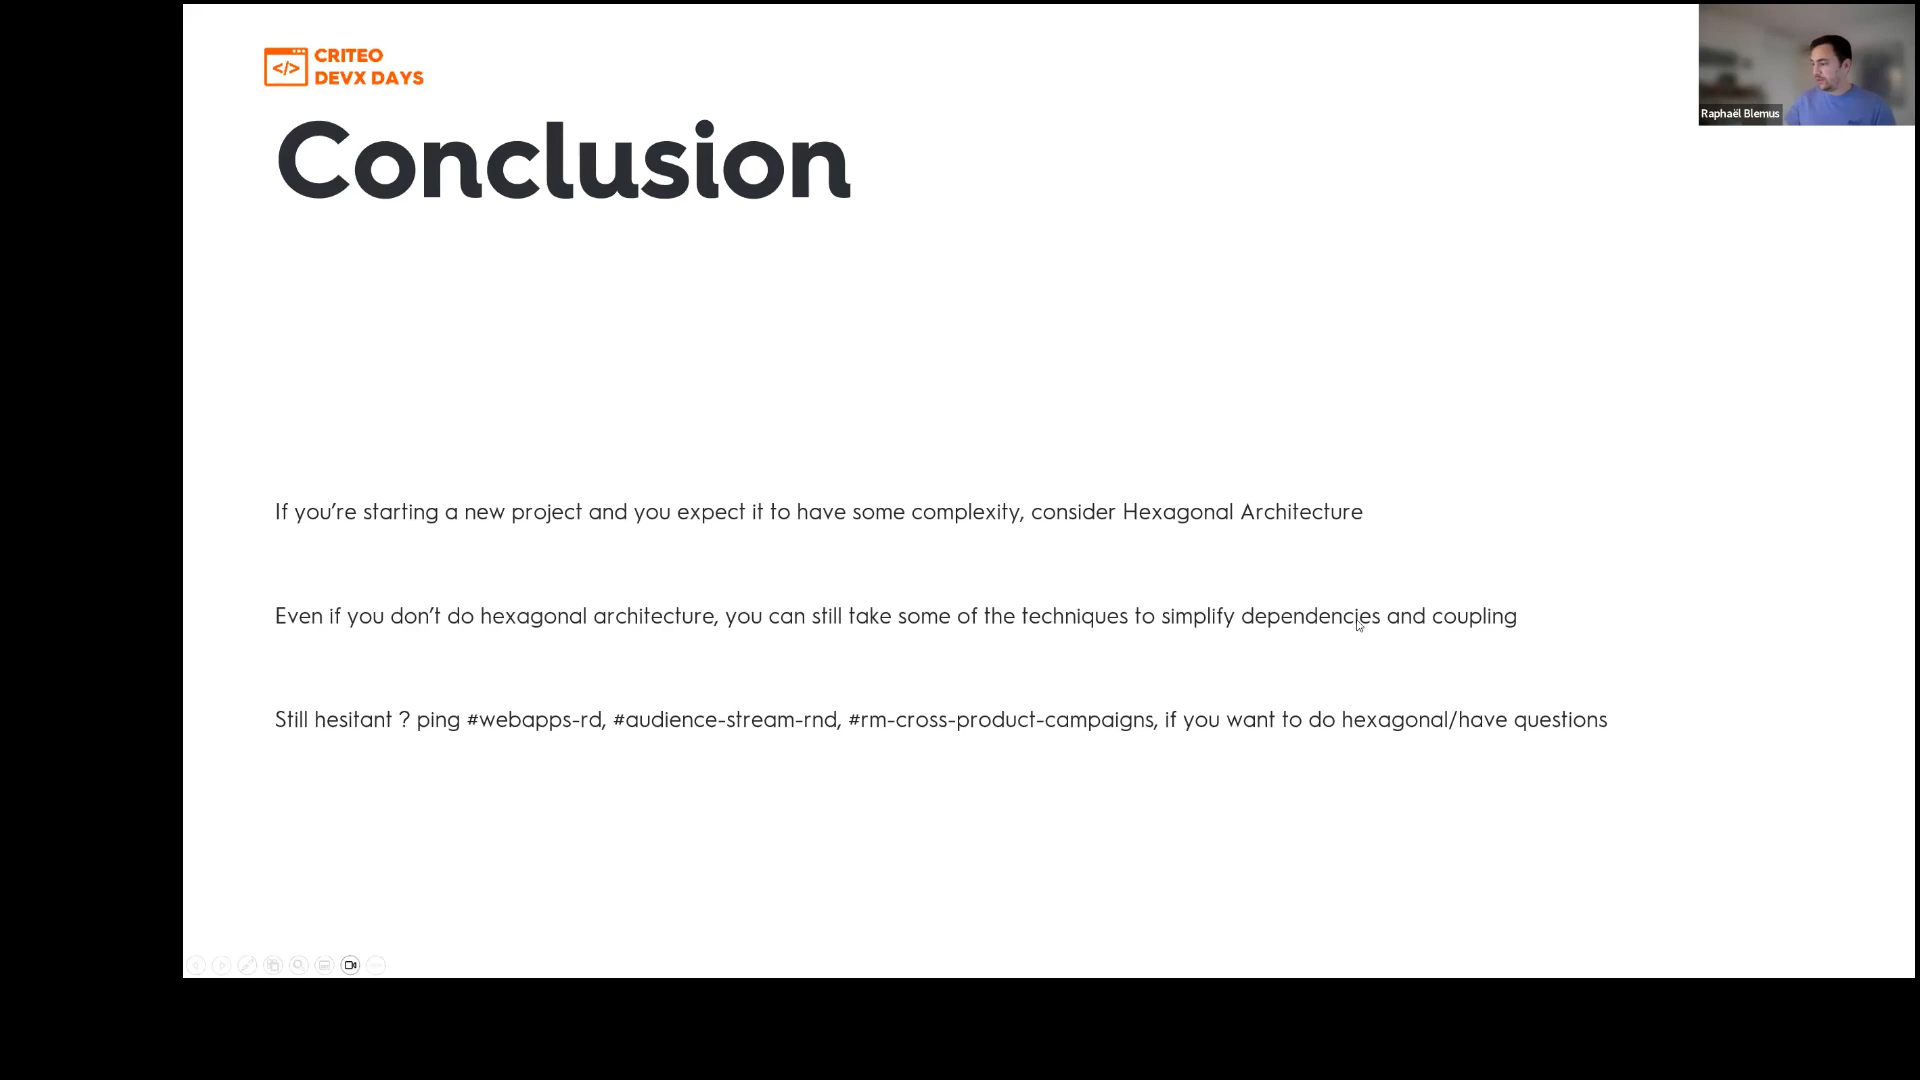 CRITEO
</> DEVX DAYS
Raphaël Blemus
Conclusion
If you're starting a new project and you expect it to have some complexity, consider Hexagonal Architecture
Even if you don't do hexagonal architecture, you can still take some of the techniques to simplify dependencies and coupling
Still hesitant ? ping #webapps-rd, #audience-stream-rnd, #rm-cross-product-campaigns, if you want to do hexagonal/have questions